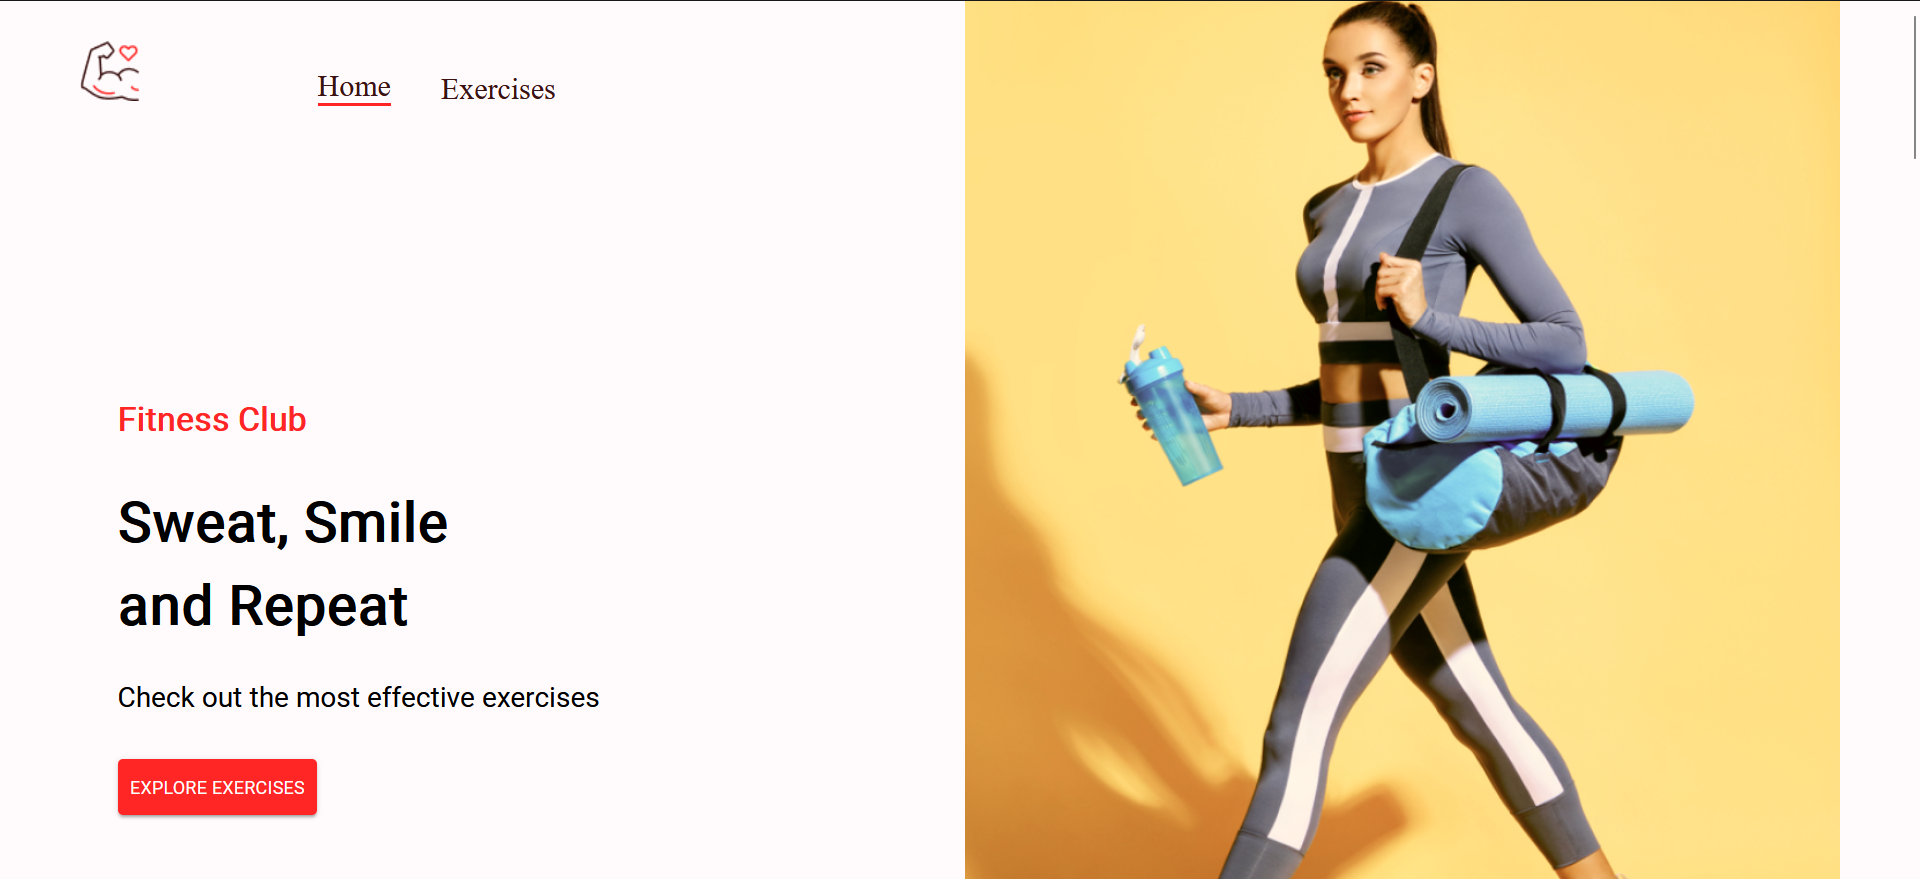 Home
Exercises
Fitness Club
Sweat, Smile
and Repeat
Check out the most effective exercises
EXPLORE EXERCISES